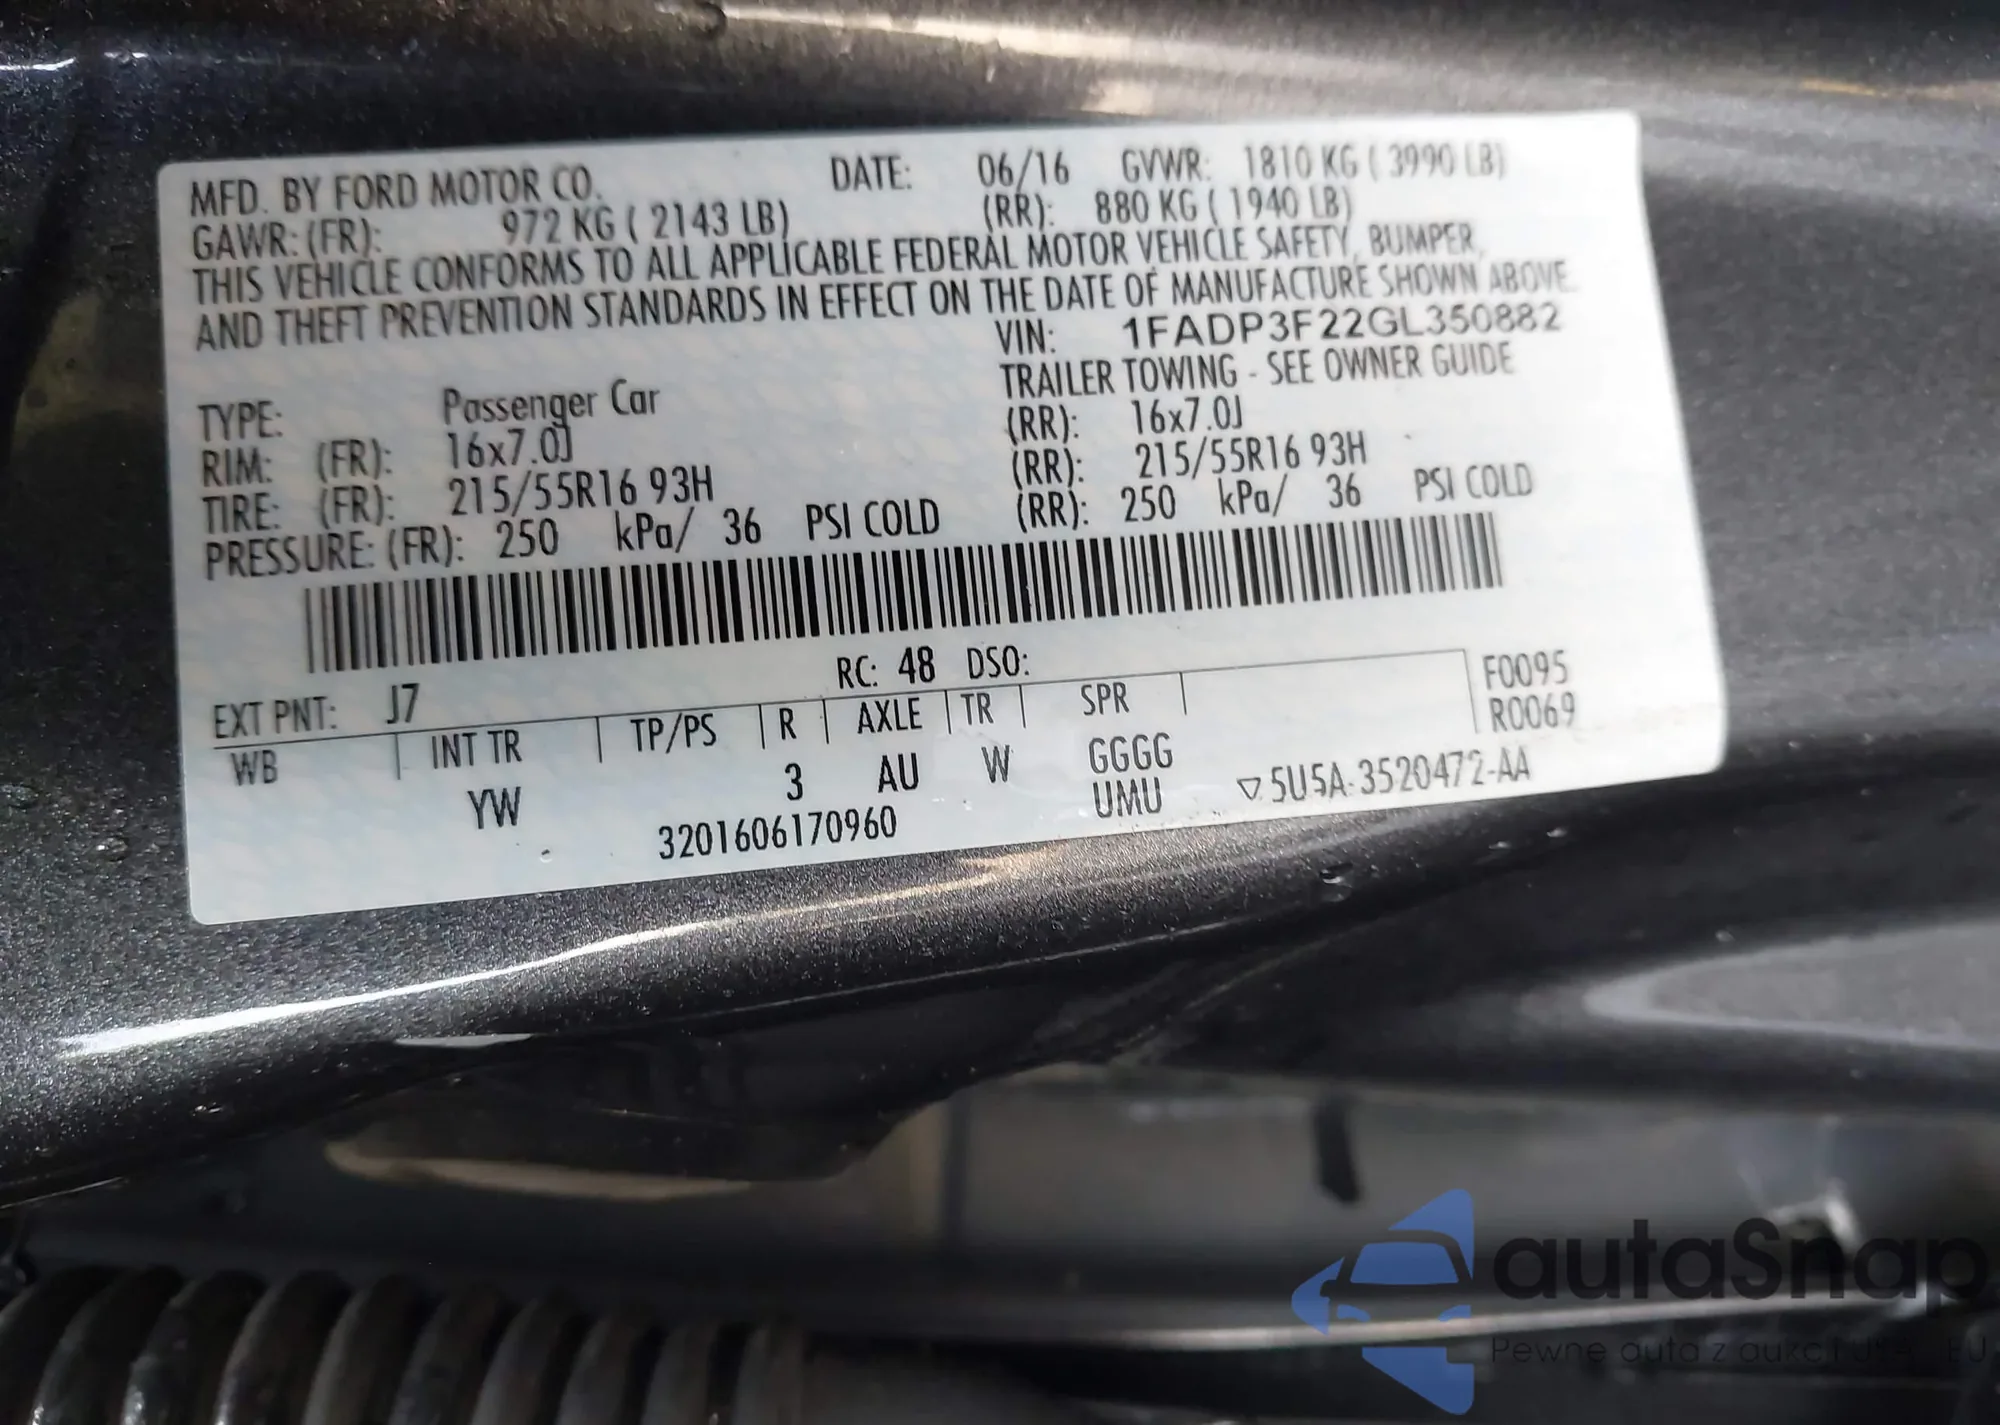 MFD. BY FORD MOTOR CO. DATE: 06/16 GVWR: 1810 KG ( 3990 LB)
GAWR: (FR): 972 KG ( 2143 LB) (RR): 880 KG ( 1940 LB)
THIS VEHICLE CONFORMS TO ALL APPLICABLE FEDERAL MOTOR VEHICLE SAFETY, BUMPER,
AND THEFT PREVENTION STANDARDS IN EFFECT ON THE DATE OF MANUFACTURE SHOWN ABOVE.
VIN: 1FADP3F22GL350882
TYPE: Passenger Car TRAILER TOWING - SEE OWNER GUIDE
RIM: (FR): 16x7.0J (RR): 16x7.0J
TIRE: (FR): 215/55R16 93H (RR): 215/55R16 93H
PRESSURE: (FR): 250 kPa/ 36 PSI COLD (RR): 250 kPa/ 36 PSI COLD
EXT PNT: J7 RC: 48 DSO: F0095
WB INT TR TP/PS R AXLE TR SPR R0069
YW 3 AU W GGGG
3201606170960 UMU ▽5U5A-3520472-AA
autaSnap
Pewne auta z aukcji EU